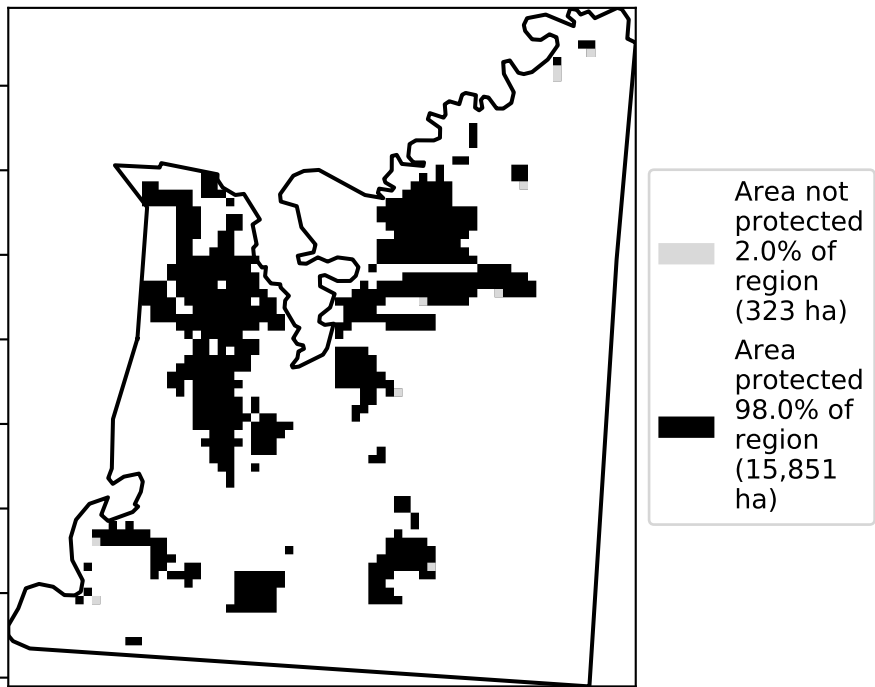 Area not
protected
2.0% of
region
(323 ha)
Area
protected
98.0% of
region
(15,851
ha)